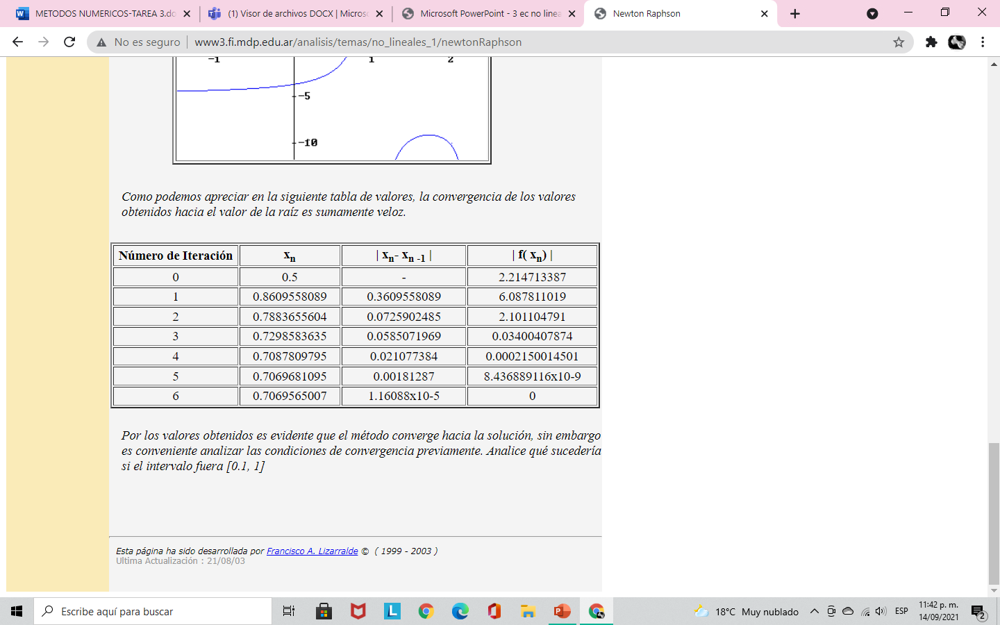 METODOS NUMERICOS-TAREA 3.do
(1) Visor de archivos DOCX | Micros
Microsoft PowerPoint - 3 ec no linea
Newton Raphson
No es seguro
www3.fi.mdp.edu.ar/analisis/temas/no_lineales_1/newtonRaphson
-1 1 2
-5
-10
Como podemos apreciar en la siguiente tabla de valores, la convergencia de los valores
obtenidos hacia el valor de la raíz es sumamente veloz.
Número de Iteración xn | xn- xn -1 | | f( xn) |
0 0.5 - 2.214713387
1 0.8609558089 0.3609558089 6.087811019
2 0.7883655604 0.0725902485 2.101104791
3 0.7298583635 0.0585071969 0.03400407874
4 0.7087809795 0.021077384 0.0002150014501
5 0.7069681095 0.00181287 8.436889116x10-9
6 0.7069565007 1.16088x10-5 0
Por los valores obtenidos es evidente que el método converge hacia la solución, sin embargo
es conveniente analizar las condiciones de convergencia previamente. Analice qué sucedería
si el intervalo fuera [0.1, 1]
Esta página ha sido desarrollada por Francisco A. Lizarralde © ( 1999 - 2003 )
Ultima Actualización : 21/08/03
Escribe aquí para buscar
L
18°C Muy nublado
ESP
11:42 p. m.
14/09/2021
2